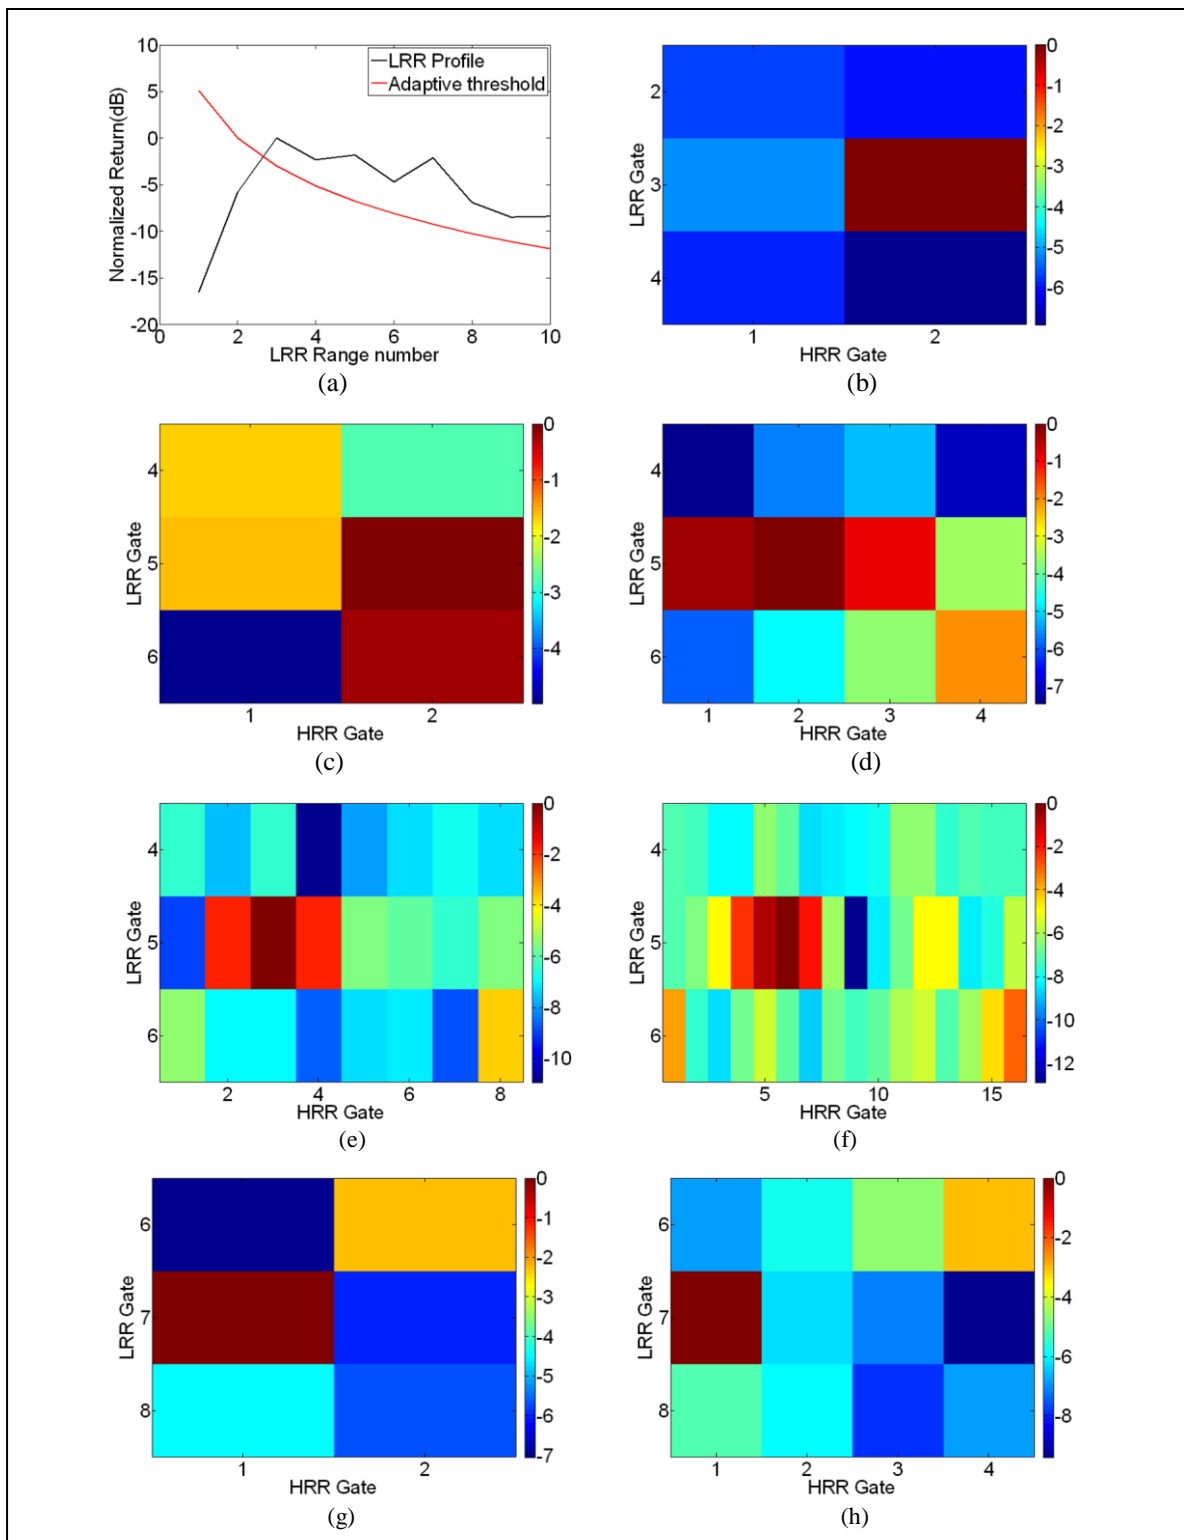 10
5
0
-5
-10
-15
-20
0 2 4 6 8 10
Normalized Return(dB)
LRR Range number
LRR Profile
Adaptive threshold
(a)
2
3
4
LRR Gate
1 2
HRR Gate
0
-1
-2
-3
-4
-5
-6
(b)
4
5
6
LRR Gate
1 2
HRR Gate
0
-1
-2
-3
-4
(c)
4
5
6
LRR Gate
1 2 3 4
HRR Gate
0
-1
-2
-3
-4
-5
-6
-7
(d)
4
5
6
LRR Gate
2 4 6 8
HRR Gate
0
-2
-4
-6
-8
-10
(e)
4
5
6
LRR Gate
5 10 15
HRR Gate
0
-2
-4
-6
-8
-10
-12
(f)
6
7
8
LRR Gate
1 2
HRR Gate
0
-1
-2
-3
-4
-5
-6
-7
(g)
6
7
8
LRR Gate
1 2 3 4
HRR Gate
0
-2
-4
-6
-8
(h)